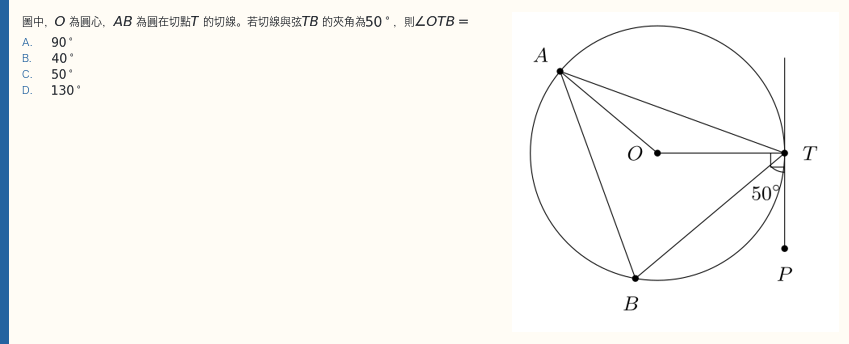 圖中，O 為圓心，AB 為圓在切點T 的切線。若切線與弦TB 的夾角為50°，則∠OTB =
A. 90°
B. 40°
C. 50°
D. 130°
A
O
T
50°
P
B